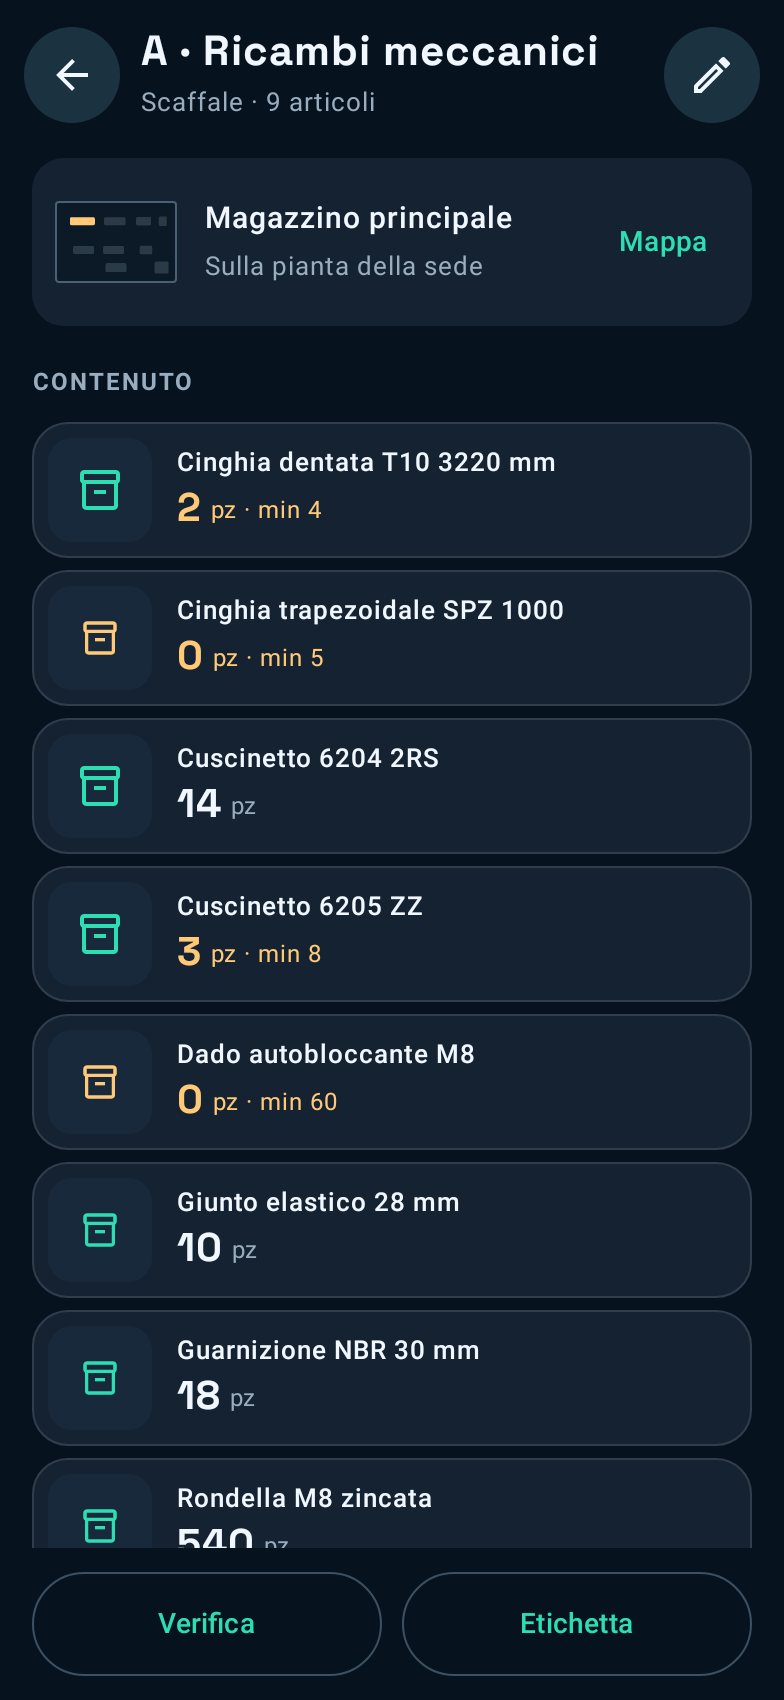 A · Ricambi meccanici
Scaffale · 9 articoli
Magazzino principale
Sulla pianta della sede
Mappa
CONTENUTO
Cinghia dentata T10 3220 mm
2 pz · min 4
Cinghia trapezoidale SPZ 1000
0 pz · min 5
Cuscinetto 6204 2RS
14 pz
Cuscinetto 6205 ZZ
3 pz · min 8
Dado autobloccante M8
0 pz · min 60
Giunto elastico 28 mm
10 pz
Guarnizione NBR 30 mm
18 pz
Rondella M8 zincata
540 pz
Verifica
Etichetta